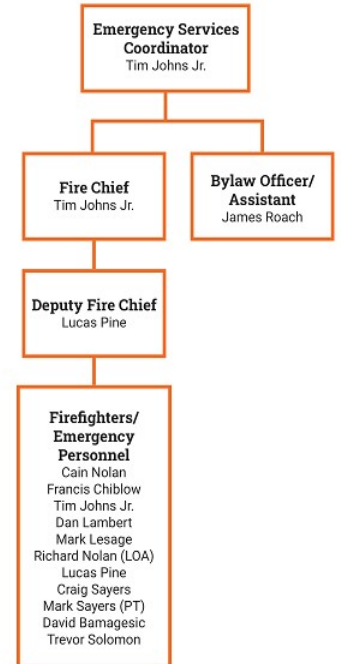 Emergency Services
Coordinator
Tim Johns Jr.
Fire Chief
Tim Johns Jr.
Bylaw Officer/
Assistant
James Roach
Deputy Fire Chief
Lucas Pine
Firefighters/
Emergency
Personnel
Cain Nolan
Francis Chiblow
Tim Johns Jr.
Dan Lambert
Mark Lesage
Richard Nolan (LOA)
Lucas Pine
Craig Sayers
Mark Sayers (PT)
David Bamagesic
Trevor Solomon